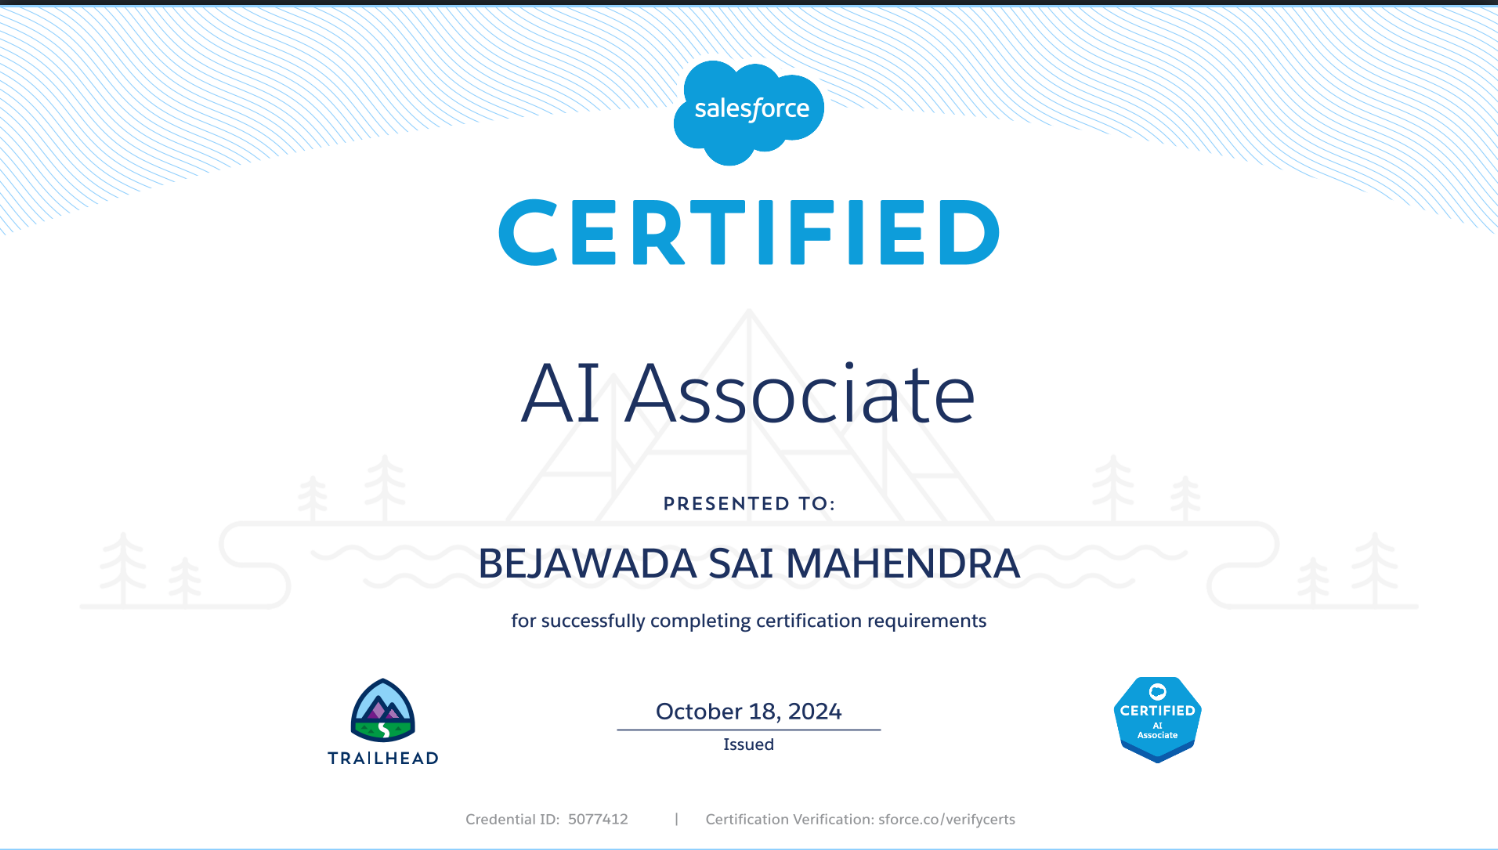 salesforce
CERTIFIED
AI Associate
PRESENTED TO:
BEJAWADA SAI MAHENDRA
for successfully completing certification requirements
TRAILHEAD
October 18, 2024
Issued
CERTIFIED
AI
Associate
Credential ID: 5077412 | Certification Verification: sforce.co/verifycerts